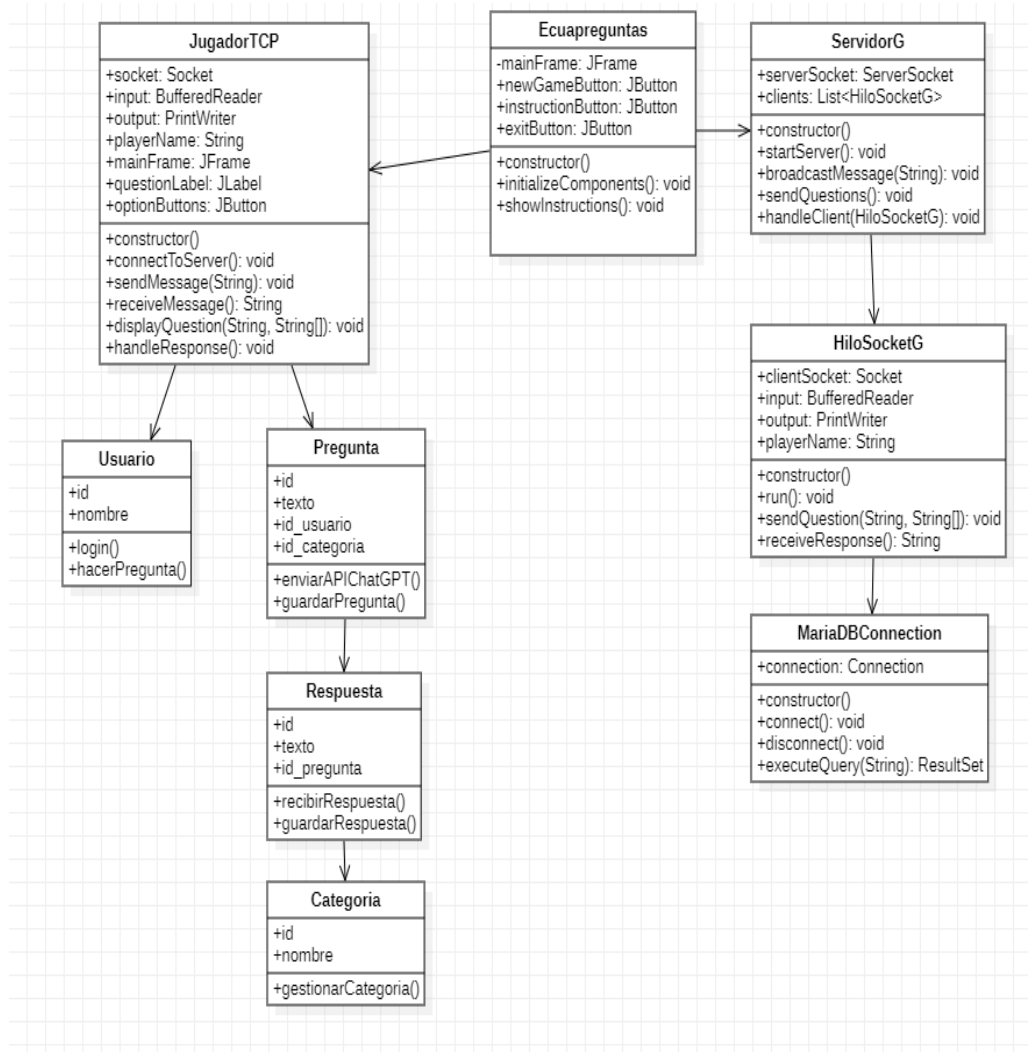 JugadorTCP
+socket: Socket
+input: BufferedReader
+output: PrintWriter
+playerName: String
+mainFrame: JFrame
+questionLabel: JLabel
+optionButtons: JButton
+constructor()
+connectToServer(): void
+sendMessage(String): void
+receiveMessage(): String
+displayQuestion(String, String[]): void
+handleResponse(): void
Ecuapreguntas
-mainFrame: JFrame
+newGameButton: JButton
+instructionButton: JButton
+exitButton: JButton
+constructor()
+initializeComponents(): void
+showInstructions(): void
ServidorG
+serverSocket: ServerSocket
+clients: List<HiloSocketG>
+constructor()
+startServer(): void
+broadcastMessage(String): void
+sendQuestions(): void
+handleClient(HiloSocketG): void
HiloSocketG
+clientSocket: Socket
+input: BufferedReader
+output: PrintWriter
+playerName: String
+constructor()
+run(): void
+sendQuestion(String, String[]): void
+receiveResponse(): String
Usuario
+id
+nombre
+login()
+hacerPregunta()
Pregunta
+id
+texto
+id_usuario
+id_categoria
+enviarAPIChatGPT()
+guardarPregunta()
MariaDBConnection
+connection: Connection
+constructor()
+connect(): void
+disconnect(): void
+executeQuery(String): ResultSet
Respuesta
+id
+texto
+id_pregunta
+recibirRespuesta()
+guardarRespuesta()
Categoria
+id
+nombre
+gestionarCategoria()